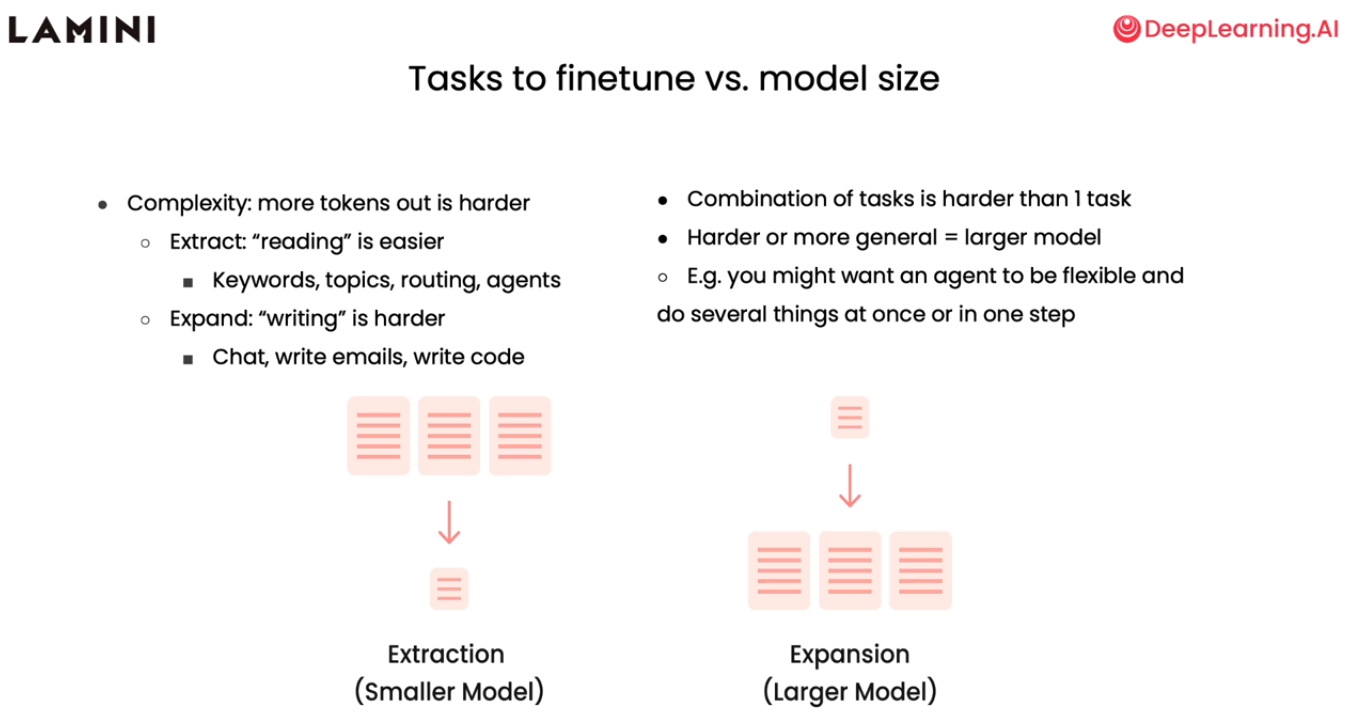 LAMINI
DeepLearning.AI
Tasks to finetune vs. model size
● Complexity: more tokens out is harder
○ Extract: “reading” is easier
■ Keywords, topics, routing, agents
○ Expand: “writing” is harder
■ Chat, write emails, write code
● Combination of tasks is harder than 1 task
● Harder or more general = larger model
○ E.g. you might want an agent to be flexible and
do several things at once or in one step
Extraction
(Smaller Model)
Expansion
(Larger Model)